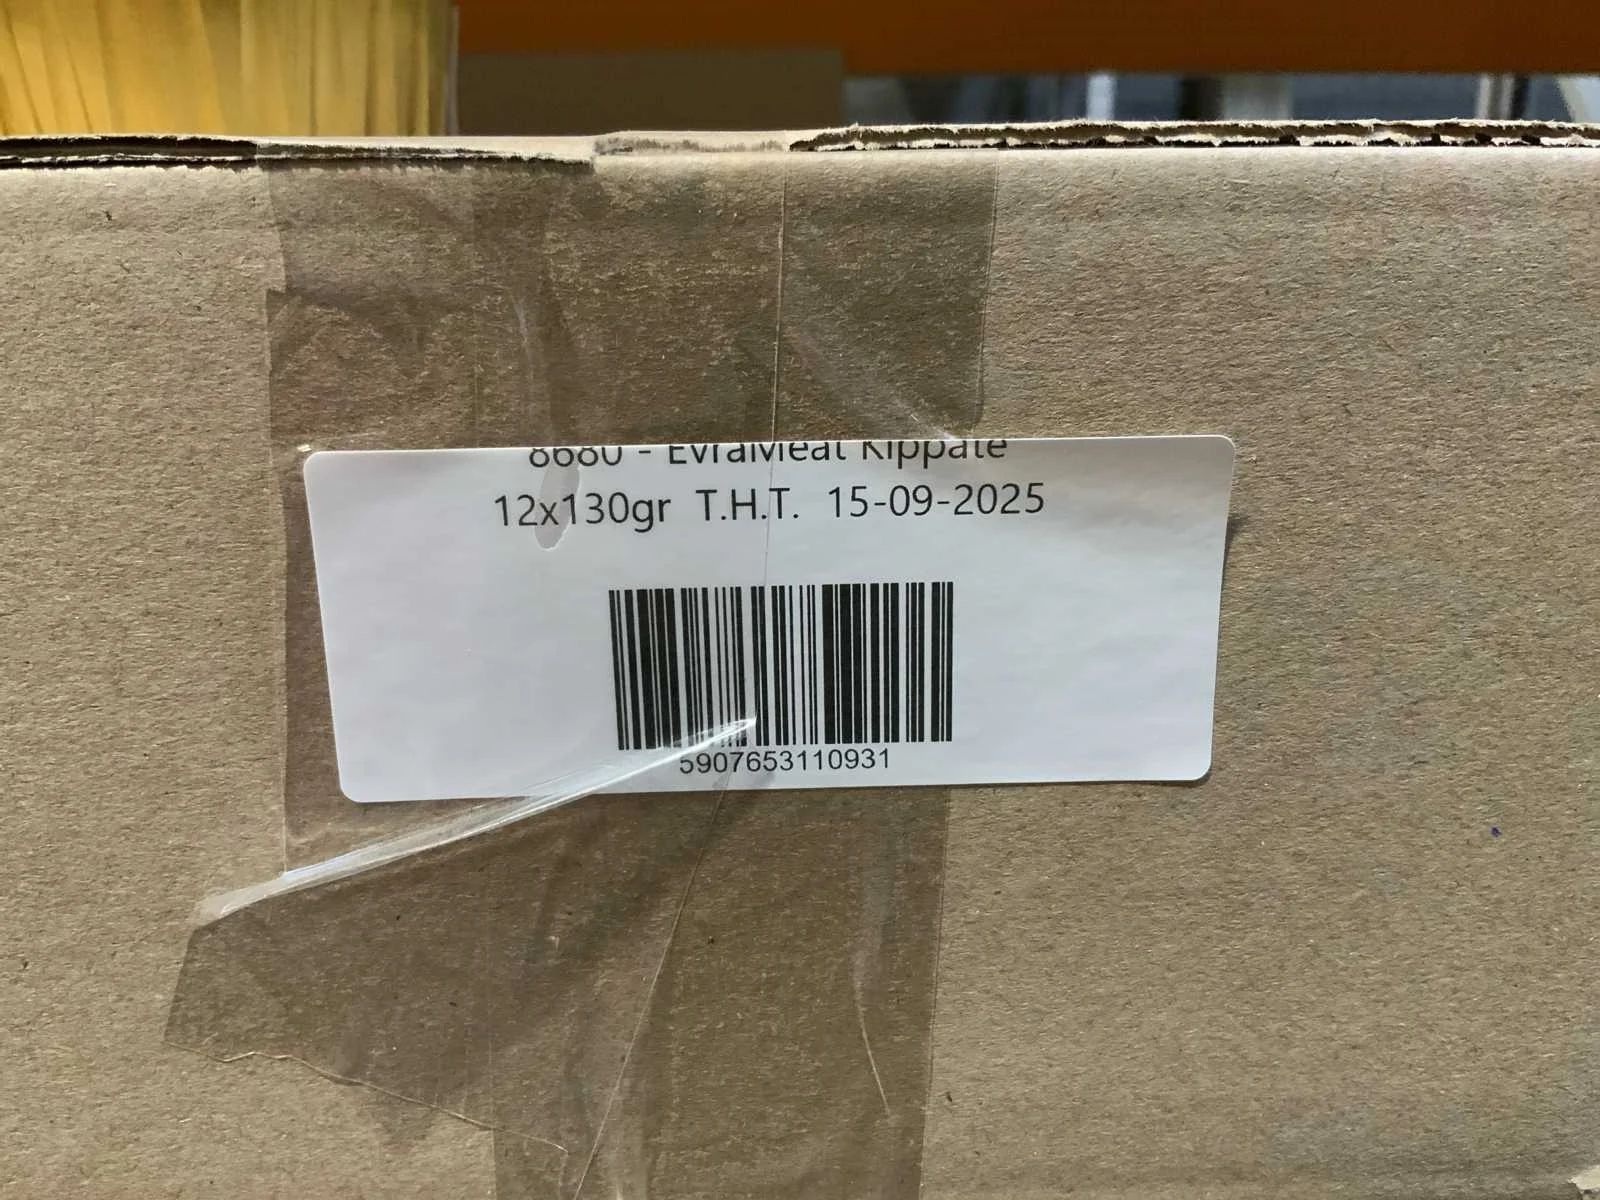 8680 - EvraMeat Kippate
12x130gr T.H.T. 15-09-2025
5907653110931